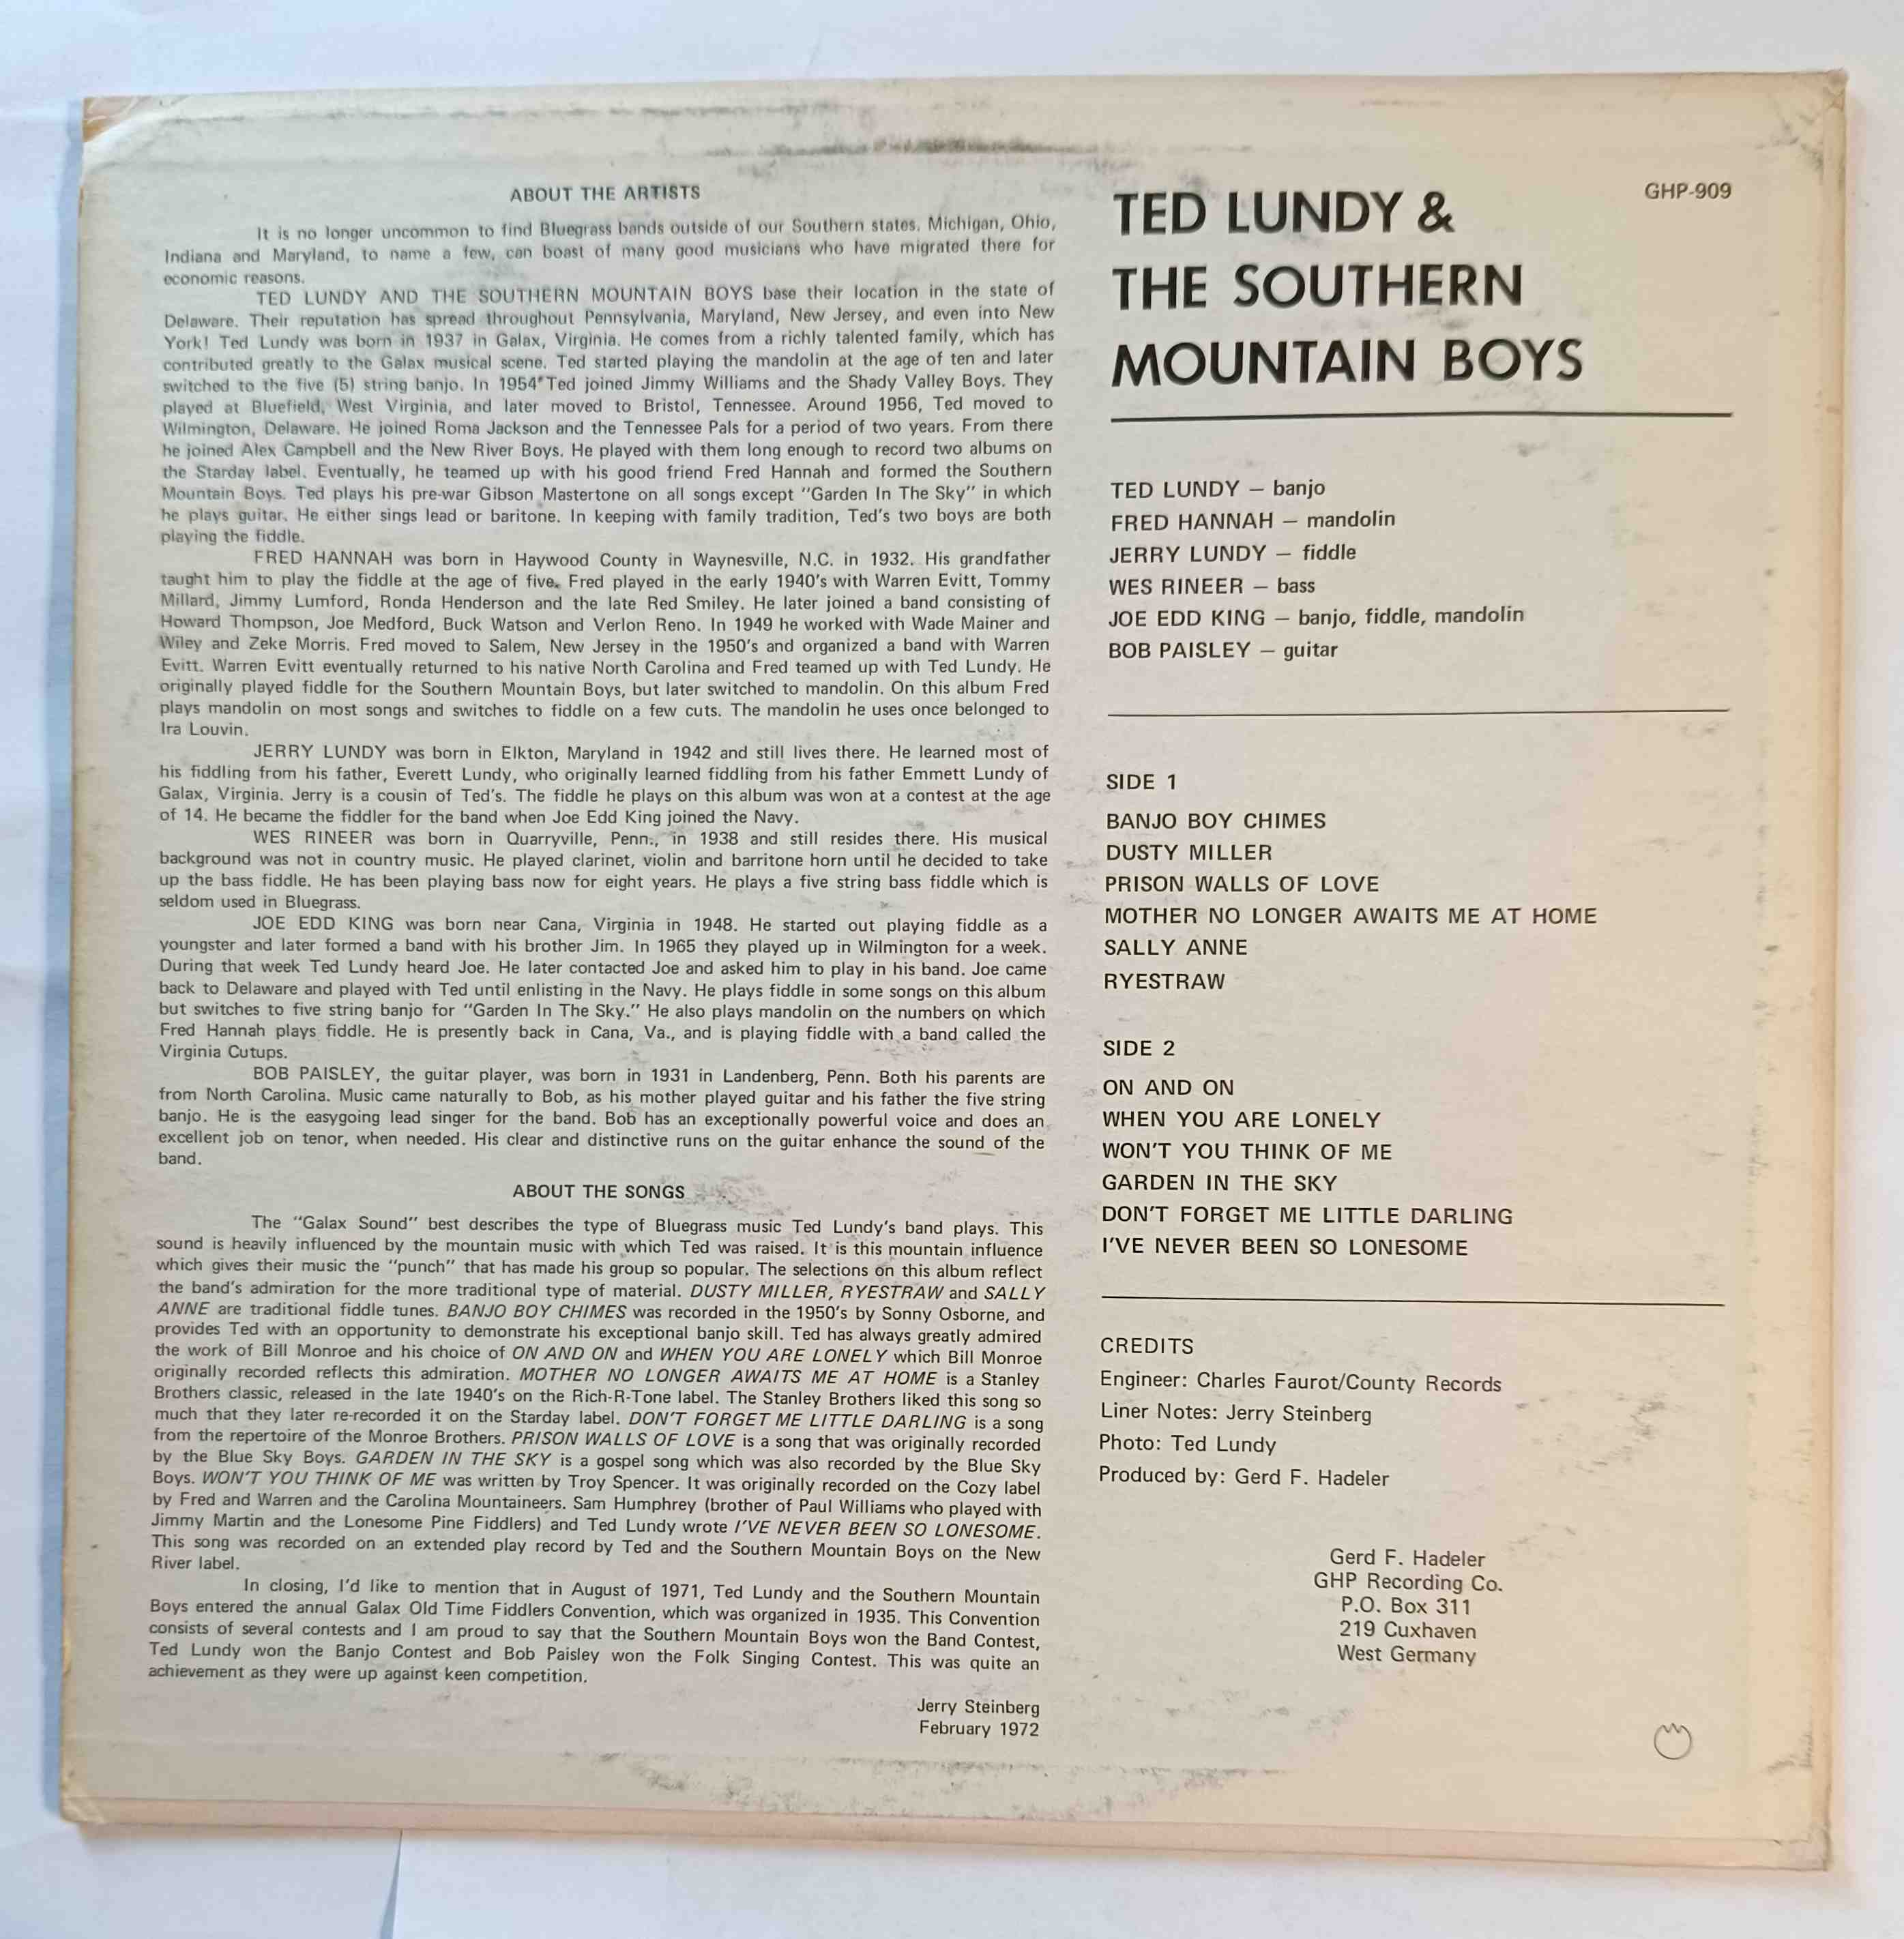 ABOUT THE ARTISTS
It is no longer uncommon to find Bluegrass bands outside of our Southern states. Michigan, Ohio,
Indiana and Maryland, to name a few, can boast of many good musicians who have migrated there for
economic reasons.
TED LUNDY AND THE SOUTHERN MOUNTAIN BOYS base their location in the state of
Delaware. Their reputation has spread throughout Pennsylvania, Maryland, New Jersey, and even into New
York! Ted Lundy was born in 1937 in Galax, Virginia. He comes from a richly talented family, which has
contributed greatly to the Galax musical scene. Ted started playing the mandolin at the age of ten and later
switched to the five (5) string banjo. In 1954 Ted joined Jimmy Williams and the Shady Valley Boys. They
played at Bluefield, West Virginia, and later moved to Bristol, Tennessee. Around 1956, Ted moved to
Wilmington, Delaware. He joined Roma Jackson and the Tennessee Pals for a period of two years. From there
he joined Alex Campbell and the New River Boys. He played with them long enough to record two albums on
the Starday label. Eventually, he teamed up with his good friend Fred Hannah and formed the Southern
Mountain Boys. Ted plays his pre-war Gibson Mastertone on all songs except "Garden In The Sky" in which
he plays guitar. He either sings lead or baritone. In keeping with family tradition, Ted's two boys are both
playing the fiddle.
FRED HANNAH was born in Haywood County in Waynesville, N.C. in 1932. His grandfather
taught him to play the fiddle at the age of five. Fred played in the early 1940's with Warren Evitt, Tommy
Millard, Jimmy Lumford, Ronda Henderson and the late Red Smiley. He later joined a band consisting of
Howard Thompson, Joe Medford, Buck Watson and Verlon Reno. In 1949 he worked with Wade Mainer and
Wiley and Zeke Morris. Fred moved to Salem, New Jersey in the 1950's and organized a band with Warren
Evitt. Warren Evitt eventually returned to his native North Carolina and Fred teamed up with Ted Lundy. He
originally played fiddle for the Southern Mountain Boys, but later switched to mandolin. On this album Fred
plays mandolin on most songs and switches to fiddle on a few cuts. The mandolin he uses once belonged to
Ira Louvin.
JERRY LUNDY was born in Elkton, Maryland in 1942 and still lives there. He learned most of
his fiddling from his father, Everett Lundy, who originally learned fiddling from his father Emmett Lundy of
Galax, Virginia. Jerry is a cousin of Ted's. The fiddle he plays on this album was won at a contest at the age
of 14. He became the fiddler for the band when Joe Edd King joined the Navy.
WES RINEER was born in Quarryville, Penn., in 1938 and still resides there. His musical
background was not in country music. He played clarinet, violin and barritone horn until he decided to take
up the bass fiddle. He has been playing bass now for eight years. He plays a five string bass fiddle which is
seldom used in Bluegrass.
JOE EDD KING was born near Cana, Virginia in 1948. He started out playing fiddle as a
youngster and later formed a band with his brother Jim. In 1965 they played up in Wilmington for a week.
During that week Ted Lundy heard Joe. He later contacted Joe and asked him to play in his band. Joe came
back to Delaware and played with Ted until enlisting in the Navy. He plays fiddle in some songs on this album
but switches to five string banjo for "Garden In The Sky." He also plays mandolin on the numbers on which
Fred Hannah plays fiddle. He is presently back in Cana, Va., and is playing fiddle with a band called the
Virginia Cutups.
BOB PAISLEY, the guitar player, was born in 1931 in Landenberg, Penn. Both his parents are
from North Carolina. Music came naturally to Bob, as his mother played guitar and his father the five string
banjo. He is the easygoing lead singer for the band. Bob has an exceptionally powerful voice and does an
excellent job on tenor, when needed. His clear and distinctive runs on the guitar enhance the sound of the
band.
ABOUT THE SONGS
The "Galax Sound" best describes the type of Bluegrass music Ted Lundy's band plays. This
sound is heavily influenced by the mountain music with which Ted was raised. It is this mountain influence
which gives their music the "punch" that has made his group so popular. The selections on this album reflect
the band's admiration for the more traditional type of material. DUSTY MILLER, RYESTRAW and SALLY
ANNE are traditional fiddle tunes. BANJO BOY CHIMES was recorded in the 1950's by Sonny Osborne, and
provides Ted with an opportunity to demonstrate his exceptional banjo skill. Ted has always greatly admired
the work of Bill Monroe and his choice of ON AND ON and WHEN YOU ARE LONELY which Bill Monroe
originally recorded reflects this admiration. MOTHER NO LONGER AWAITS ME AT HOME is a Stanley
Brothers classic, released in the late 1940's on the Rich-R-Tone label. The Stanley Brothers liked this song so
much that they later re-recorded it on the Starday label. DON'T FORGET ME LITTLE DARLING is a song
from the repertoire of the Monroe Brothers. PRISON WALLS OF LOVE is a song that was originally recorded
by the Blue Sky Boys. GARDEN IN THE SKY is a gospel song which was also recorded by the Blue Sky
Boys. WON'T YOU THINK OF ME was written by Troy Spencer. It was originally recorded on the Cozy label
by Fred and Warren and the Carolina Mountaineers. Sam Humphrey (brother of Paul Williams who played with
Jimmy Martin and the Lonesome Pine Fiddlers) and Ted Lundy wrote I'VE NEVER BEEN SO LONESOME.
This song was recorded on an extended play record by Ted and the Southern Mountain Boys on the New
River label.
In closing, I'd like to mention that in August of 1971, Ted Lundy and the Southern Mountain
Boys entered the annual Galax Old Time Fiddlers Convention, which was organized in 1935. This Convention
consists of several contests and I am proud to say that the Southern Mountain Boys won the Band Contest,
Ted Lundy won the Banjo Contest and Bob Paisley won the Folk Singing Contest. This was quite an
achievement as they were up against keen competition.
Jerry Steinberg
February 1972
GHP-909
TED LUNDY &
THE SOUTHERN
MOUNTAIN BOYS
TED LUNDY — banjo
FRED HANNAH — mandolin
JERRY LUNDY — fiddle
WES RINEER — bass
JOE EDD KING — banjo, fiddle, mandolin
BOB PAISLEY — guitar
SIDE 1
BANJO BOY CHIMES
DUSTY MILLER
PRISON WALLS OF LOVE
MOTHER NO LONGER AWAITS ME AT HOME
SALLY ANNE
RYESTRAW
SIDE 2
ON AND ON
WHEN YOU ARE LONELY
WON'T YOU THINK OF ME
GARDEN IN THE SKY
DON'T FORGET ME LITTLE DARLING
I'VE NEVER BEEN SO LONESOME
CREDITS
Engineer: Charles Faurot/County Records
Liner Notes: Jerry Steinberg
Photo: Ted Lundy
Produced by: Gerd F. Hadeler
Gerd F. Hadeler
GHP Recording Co.
P.O. Box 311
219 Cuxhaven
West Germany